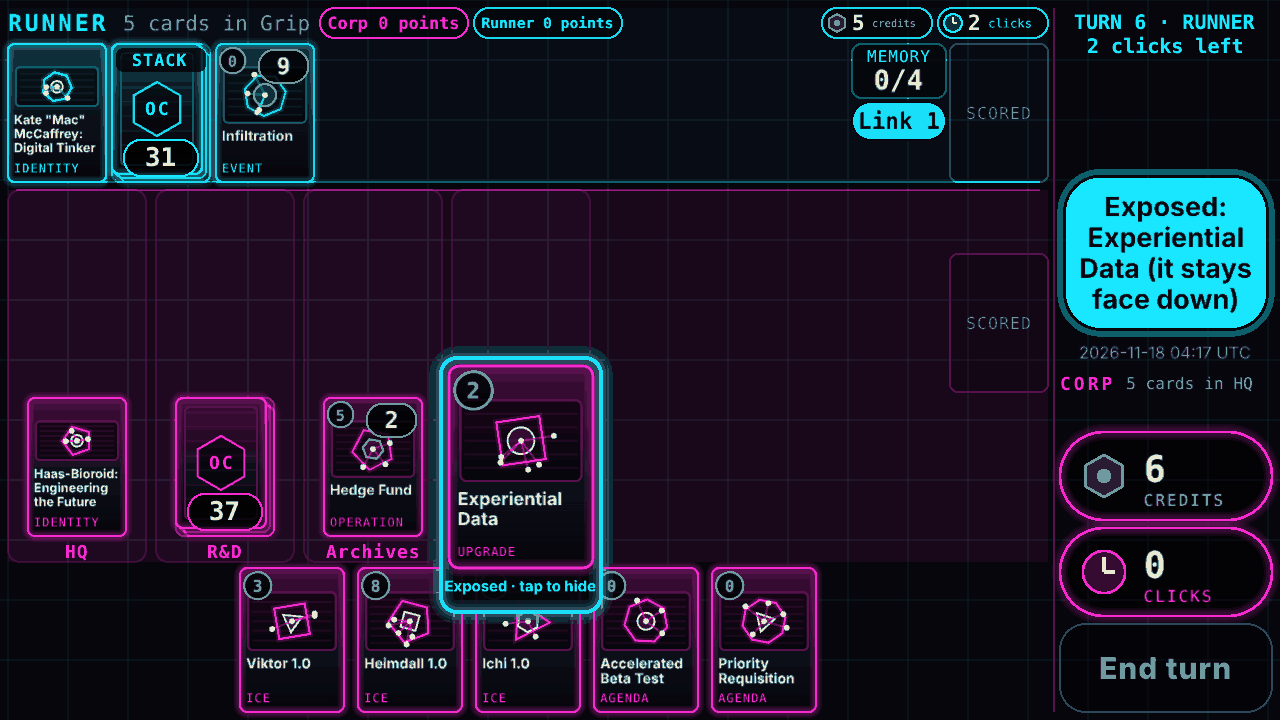 RUNNER 5 cards in Grip Corp 0 points Runner 0 points 5 credits 2 clicks
TURN 6 · RUNNER
2 clicks left
Kate "Mac"
McCaffrey:
Digital Tinker
IDENTITY
STACK
OC
31
0 9
Infiltration
EVENT
MEMORY
0/4
Link 1
SCORED
Exposed:
Experiential
Data (it stays
face down)
2026-11-18 04:17 UTC
CORP 5 cards in HQ
SCORED
Haas-Bioroid:
Engineering
the Future
IDENTITY
HQ
OC
37
R&D
5 2
Hedge Fund
OPERATION
Archives
2
Experiential
Data
UPGRADE
Exposed · tap to hide
6
CREDITS
0
CLICKS
End turn
3
Viktor 1.0
ICE
8
Heimdall 1.0
ICE
Ichi 1.0
ICE
0
Accelerated
Beta Test
AGENDA
0
Priority
Requisition
AGENDA